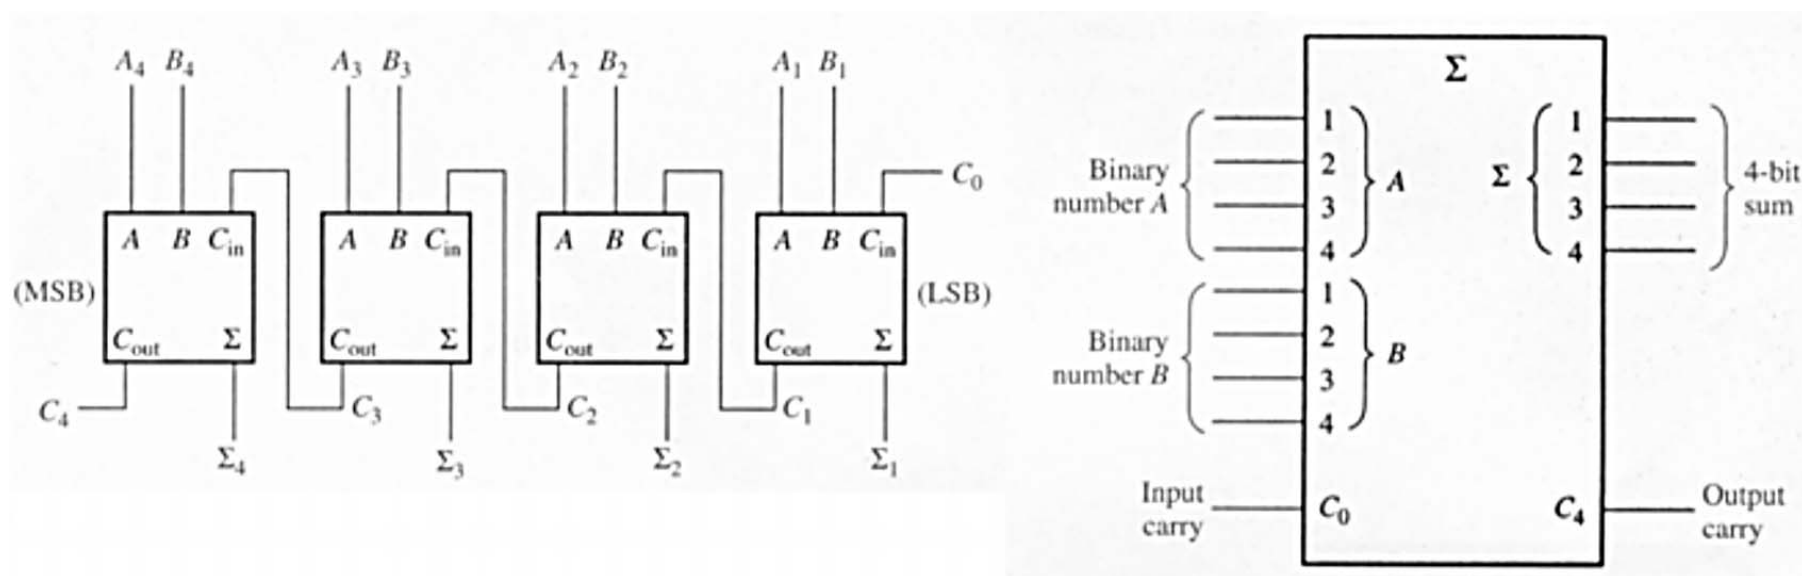 A4 B4 A3 B3 A2 B2 A1 B1
C0
A B Cin A B Cin A B Cin A B Cin
(MSB) (LSB)
Cout Σ Cout Σ Cout Σ Cout Σ
C4 C3 C2 C1
Σ4 Σ3 Σ2 Σ1
Σ
Binary
number A
1
2
3
4
A
Binary
number B
1
2
3
4
B
Σ
1
2
3
4
4-bit
sum
Input
carry
C0
C4
Output
carry